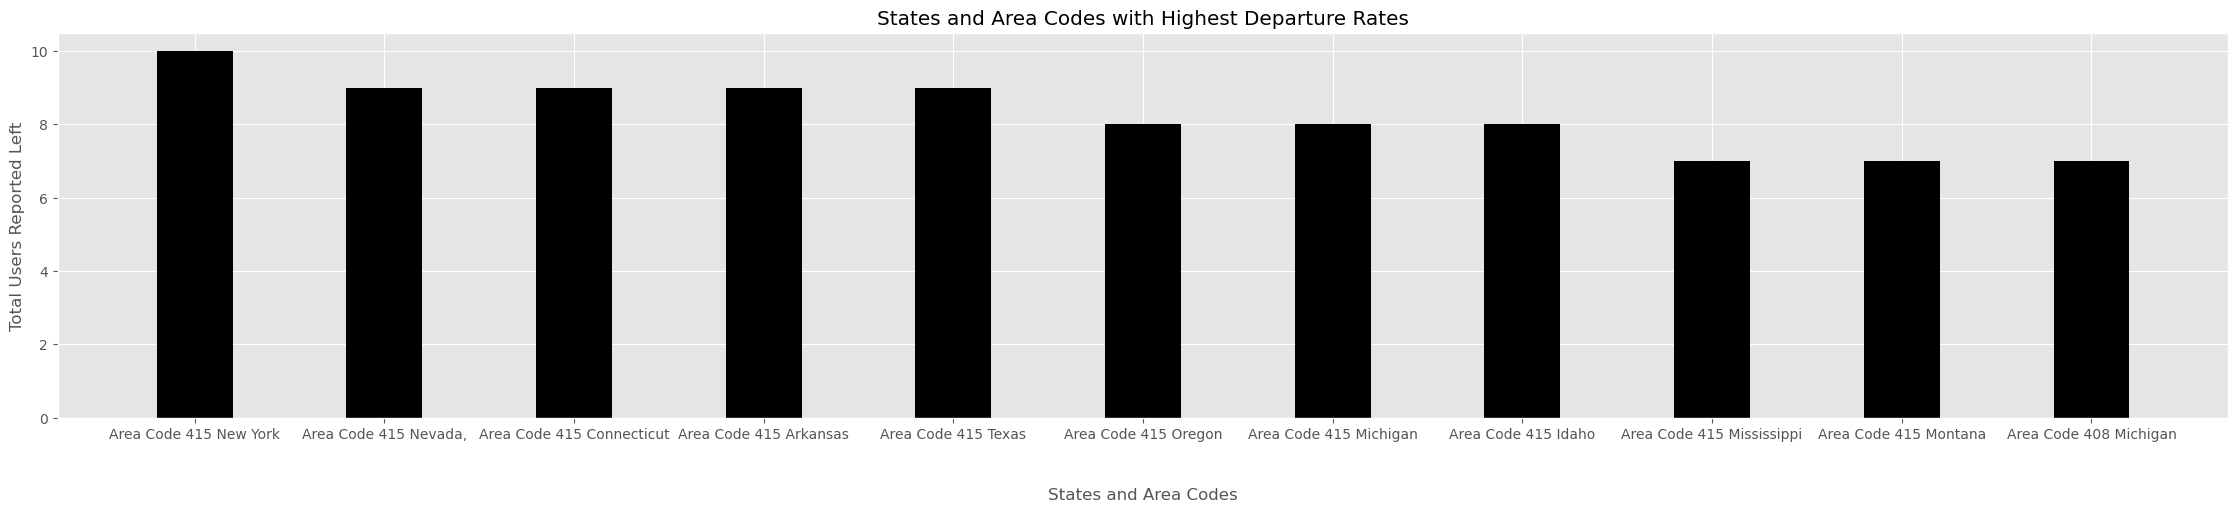 States and Area Codes with Highest Departure Rates
Total Users Reported Left
10
8
6
4
2
0
Area Code 415 New York
Area Code 415 Nevada,
Area Code 415 Connecticut
Area Code 415 Arkansas
Area Code 415 Texas
Area Code 415 Oregon
Area Code 415 Michigan
Area Code 415 Idaho
Area Code 415 Mississippi
Area Code 415 Montana
Area Code 408 Michigan
States and Area Codes